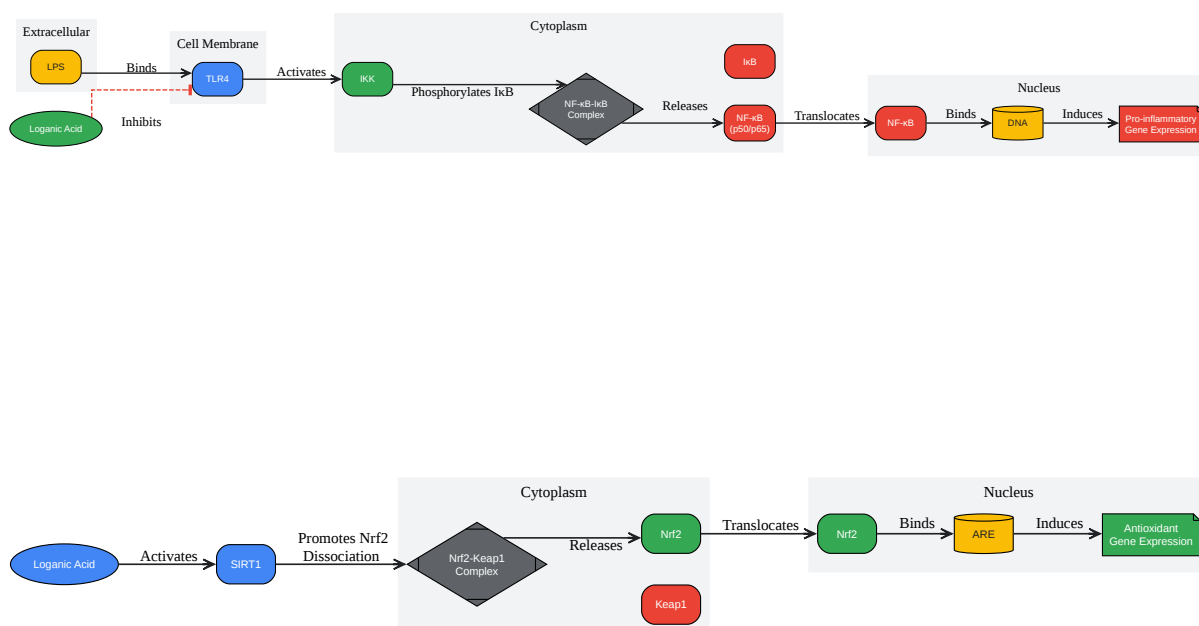 Extracellular
LPS
Binds
Loganic Acid
Inhibits
Cell Membrane
TLR4
Activates
Cytoplasm
IKK
Phosphorylates IκB
NF-κB-IκB
Complex
IκB
Releases
NF-κB
(p50/p65)
Translocates
Nucleus
NF-κB
Binds
DNA
Induces
Pro-inflammatory
Gene Expression
Loganic Acid
Activates
SIRT1
Promotes Nrf2
Dissociation
Cytoplasm
Nrf2-Keap1
Complex
Releases
Nrf2
Keap1
Translocates
Nucleus
Nrf2
Binds
ARE
Induces
Antioxidant
Gene Expression